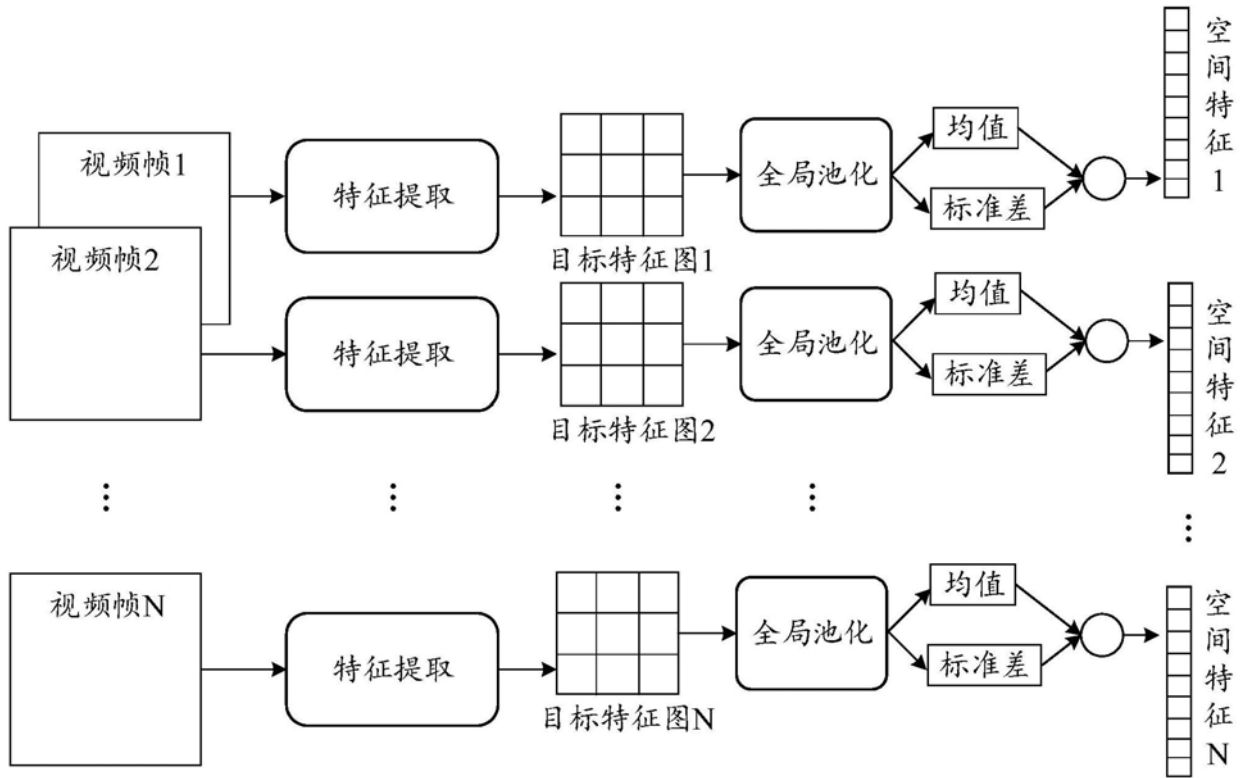 视频帧1
特征提取
目标特征图1
全局池化
均值
标准差
空间特征1
视频帧2
特征提取
目标特征图2
全局池化
均值
标准差
空间特征2
⋮
⋮
⋮
⋮
⋮
视频帧N
特征提取
目标特征图N
全局池化
均值
标准差
空间特征N